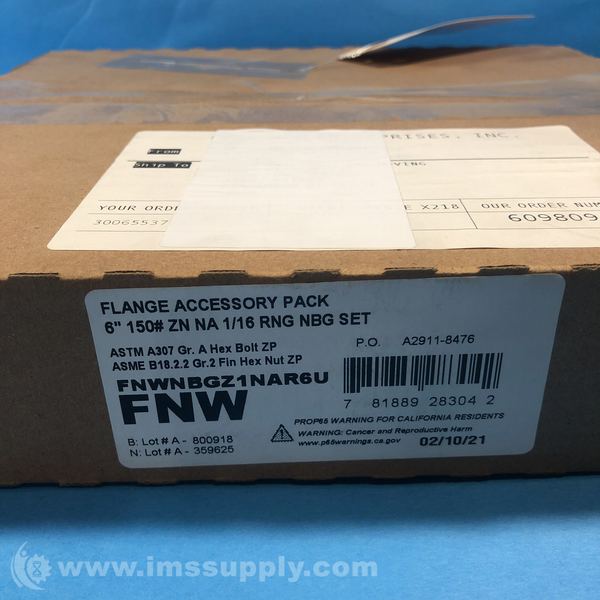 PRISES, INC.
From
Ship To
VING
YOUR ORD
E X218
OUR ORDER NUM
30065537
609809
FLANGE ACCESSORY PACK
6" 150# ZN NA 1/16 RNG NBG SET
ASTM A307 Gr. A Hex Bolt ZP
ASME B18.2.2 Gr.2 Fin Hex Nut ZP
P.O. A2911-8476
FNWNBGZ1NAR6U
FNW
7 81889 28304 2
PROP65 WARNING FOR CALIFORNIA RESIDENTS
WARNING: Cancer and Reproductive Harm
www.p65warnings.ca.gov
02/10/21
B: Lot # A - 800918
N: Lot # A - 359625
www.imssupply.com